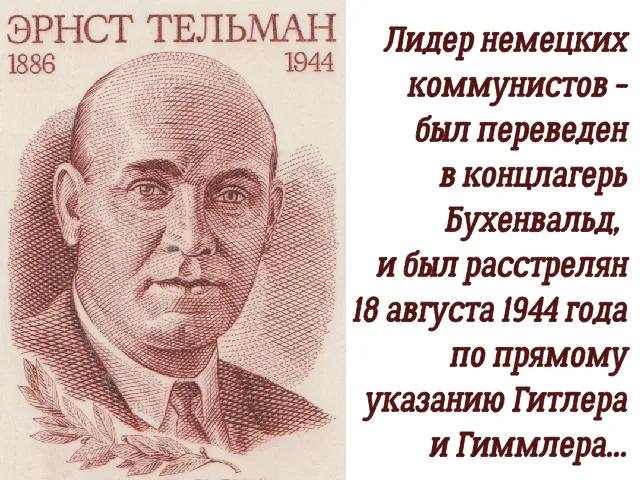 ЭРНСТ ТЕЛЬМАН
1886 1944
Лидер немецких
коммунистов -
был переведен
в концлагерь
Бухенвальд,
и был расстрелян
18 августа 1944 года
по прямому
указанию Гитлера
и Гиммлера...